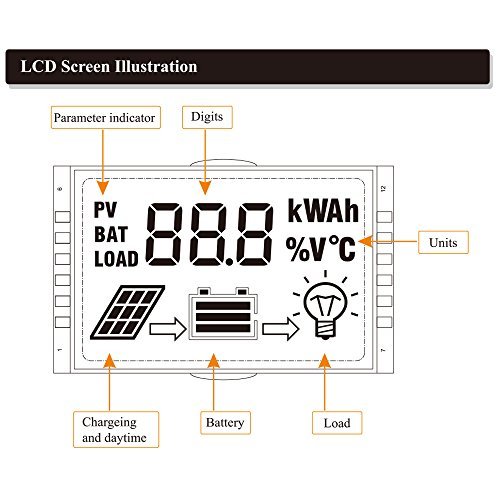 LCD Screen Illustration
Parameter indicator
Digits
6
12
PV
BAT
LOAD
88.8
kWAh
%V°C
Units
1
7
Chargeing
and daytime
Battery
Load